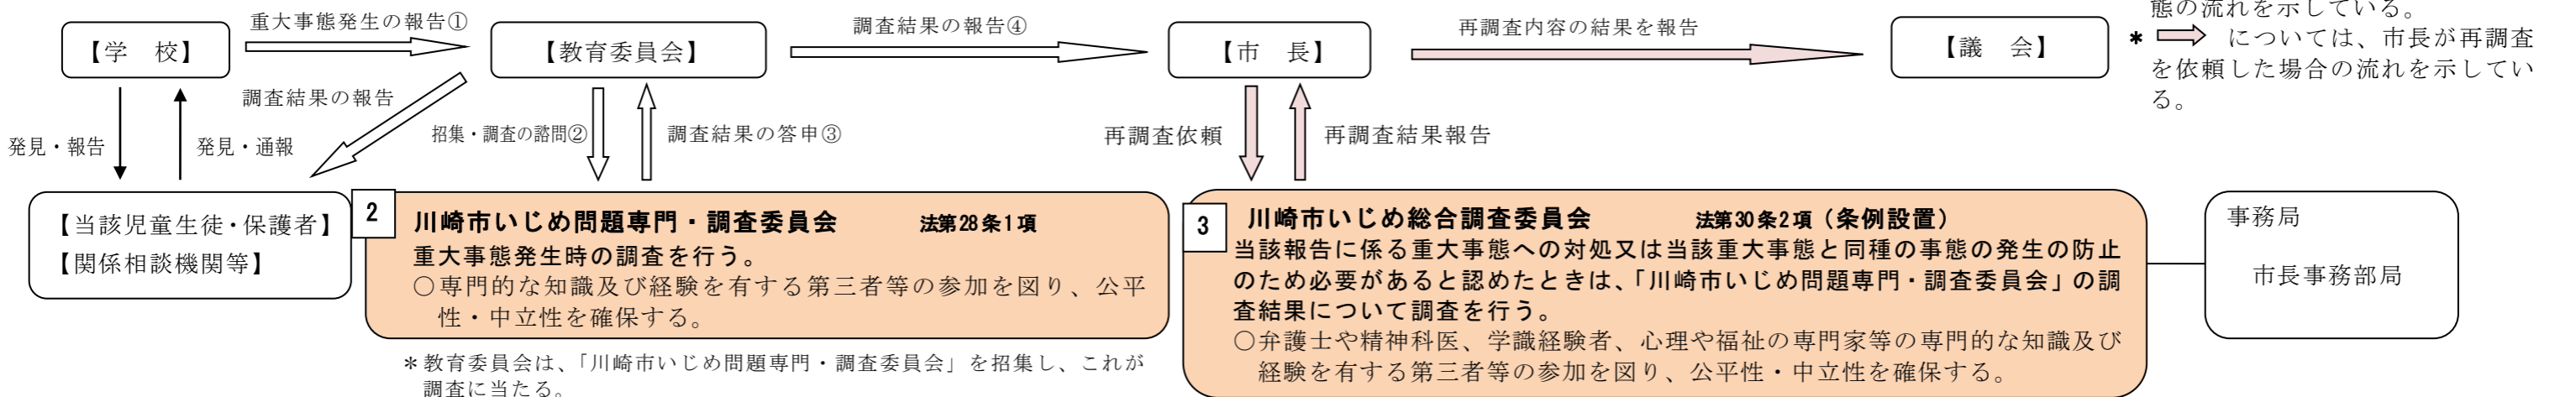 重大事態発生の報告①
調査結果の報告④
再調査内容の結果を報告
態の流れを示している。
【学　校】
【教育委員会】
【市　長】
【議　会】
* については、市長が再調査
を依頼した場合の流れを示してい
る。
調査結果の報告
発見・報告
発見・通報
招集・調査の諮問②
調査結果の答申③
再調査依頼
再調査結果報告
【当該児童生徒・保護者】
【関係相談機関等】
2
川崎市いじめ問題専門・調査委員会　法第28条1項
重大事態発生時の調査を行う。
○専門的な知識及び経験を有する第三者等の参加を図り、公平
性・中立性を確保する。
＊教育委員会は、「川崎市いじめ問題専門・調査委員会」を招集し、これが
調査に当たる。
3
川崎市いじめ総合調査委員会　法第30条2項（条例設置）
当該報告に係る重大事態への対処又は当該重大事態と同種の事態の発生の防止
のため必要があると認めたときは、「川崎市いじめ問題専門・調査委員会」の調
査結果について調査を行う。
○弁護士や精神科医、学識経験者、心理や福祉の専門家等の専門的な知識及び
経験を有する第三者等の参加を図り、公平性・中立性を確保する。
事務局
市長事務部局